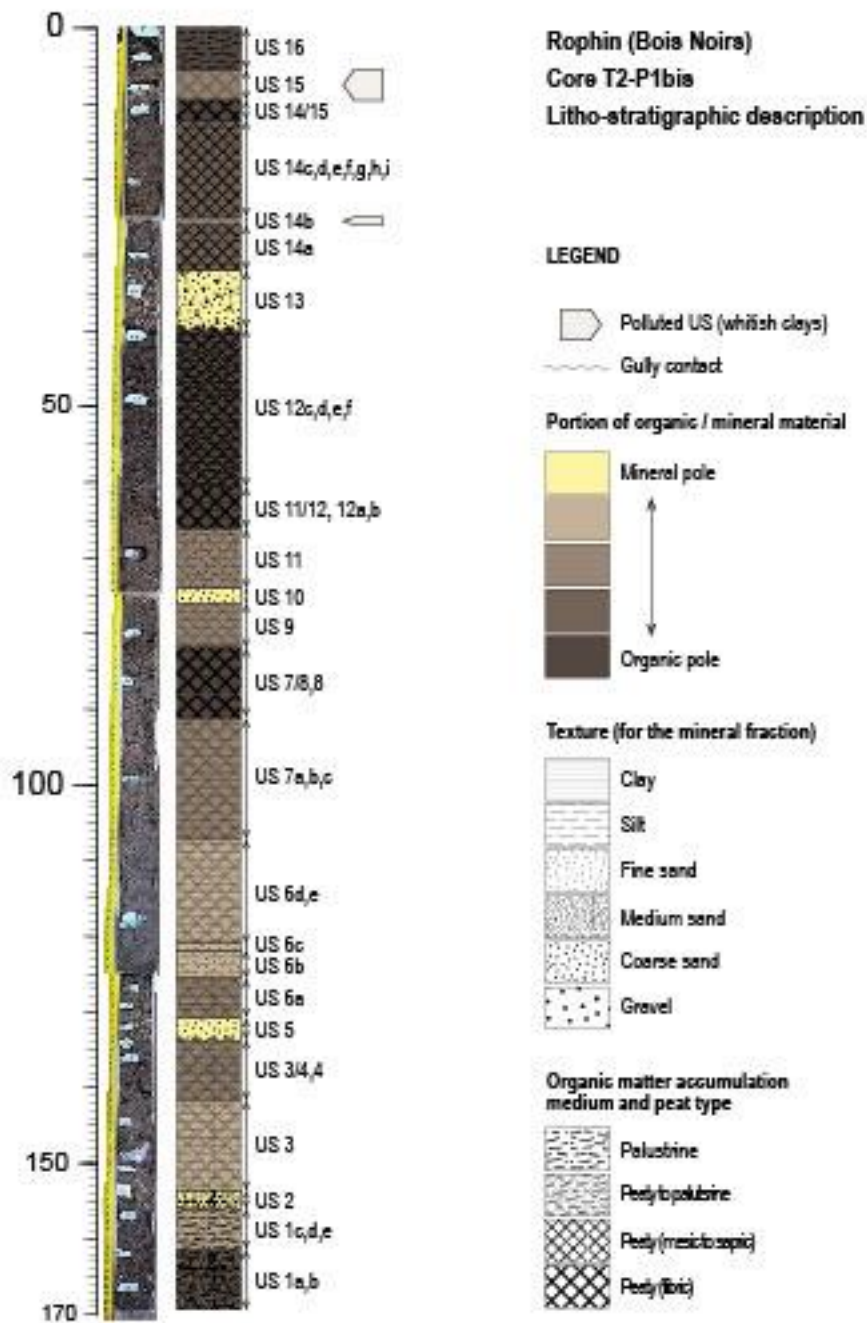 0
50
100
150
170
US 16
US 15
US 14/15
US 14c,d,e,f,g,h,i
US 14b
US 14a
US 13
US 12c,d,e,f
US 11/12, 12a,b
US 11
US 10
US 9
US 7/8,8
US 7a,b,c
US 6d,e
US 6c
US 6b
US 6a
US 5
US 3/4,4
US 3
US 2
US 1c,d,e
US 1a,b
Rophin (Bois Noirs)
Core T2-P1bis
Litho-stratigraphic description
LEGEND
Polluted US (whitish clays)
Gully contact
Portion of organic / mineral material
Mineral pole
Organic pole
Texture (for the mineral fraction)
Clay
Silt
Fine sand
Medium sand
Coarse sand
Gravel
Organic matter accumulation
medium and peat type
Palustrine
Peaty to palustrine
Peaty (mesic to sapric)
Peaty (fibric)